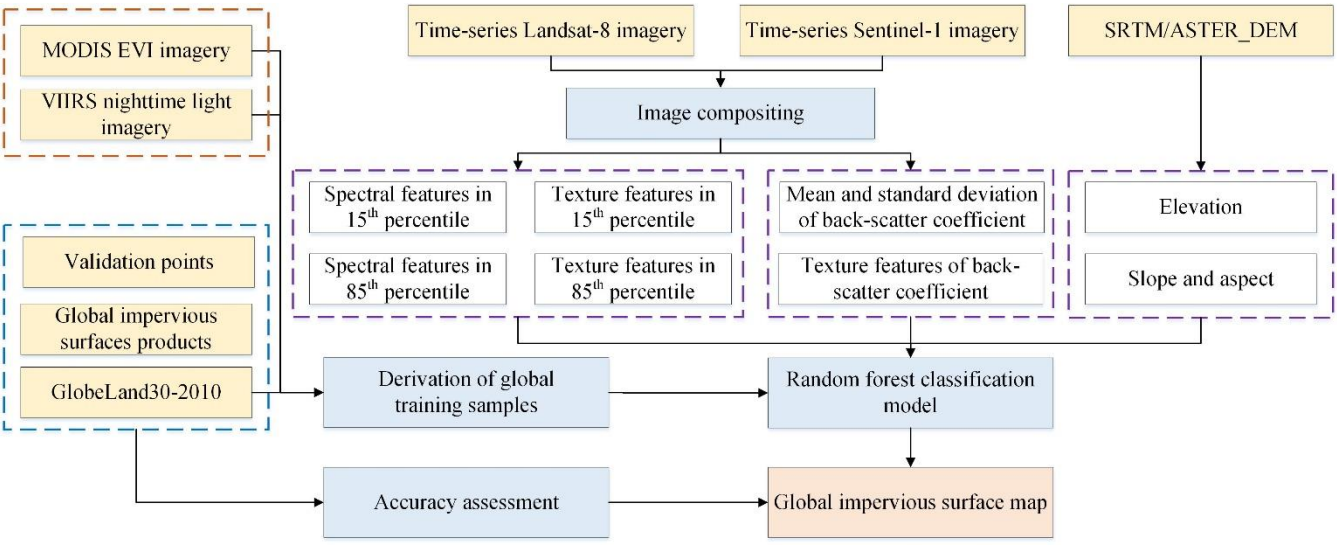 MODIS EVI imagery
VIIRS nighttime light
imagery
Time-series Landsat-8 imagery
Time-series Sentinel-1 imagery
SRTM/ASTER_DEM
Image compositing
Spectral features in
15th percentile
Texture features in
15th percentile
Mean and standard deviation
of back-scatter coefficient
Elevation
Spectral features in
85th percentile
Texture features in
85th percentile
Texture features of back-
scatter coefficient
Slope and aspect
Validation points
Global impervious
surfaces products
GlobeLand30-2010
Derivation of global
training samples
Random forest classification
model
Accuracy assessment
Global impervious surface map